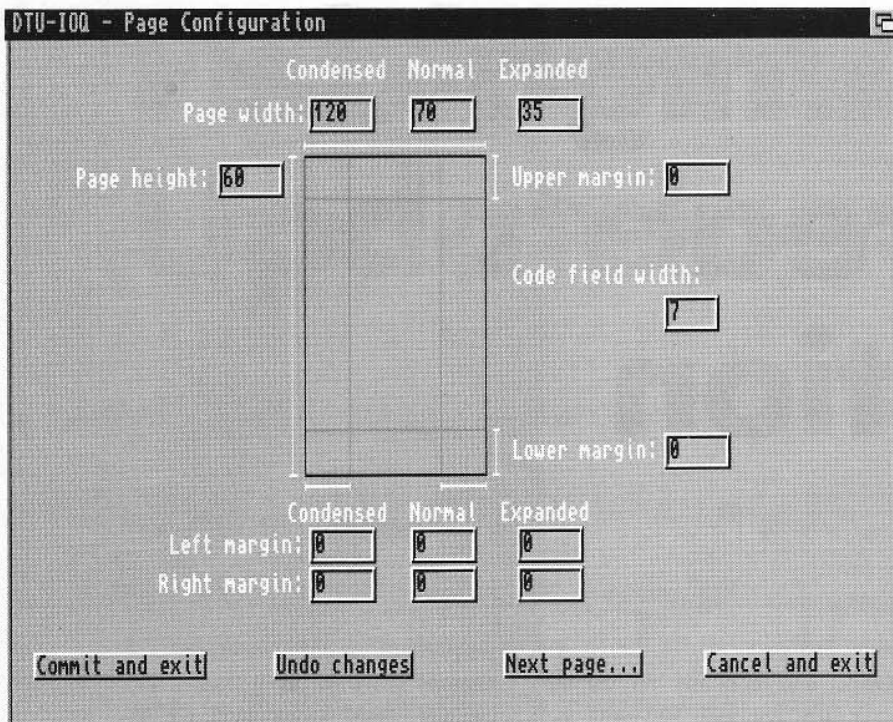 DTU-IOQ - Page Configuration
Condensed Normal Expanded
Page width: 120 70 35
Page height: 60
Upper margin: 0
Code field width:
7
Lower margin: 0
Condensed Normal Expanded
Left margin: 0 0 0
Right margin: 0 0 0
Commit and exit Undo changes Next page... Cancel and exit